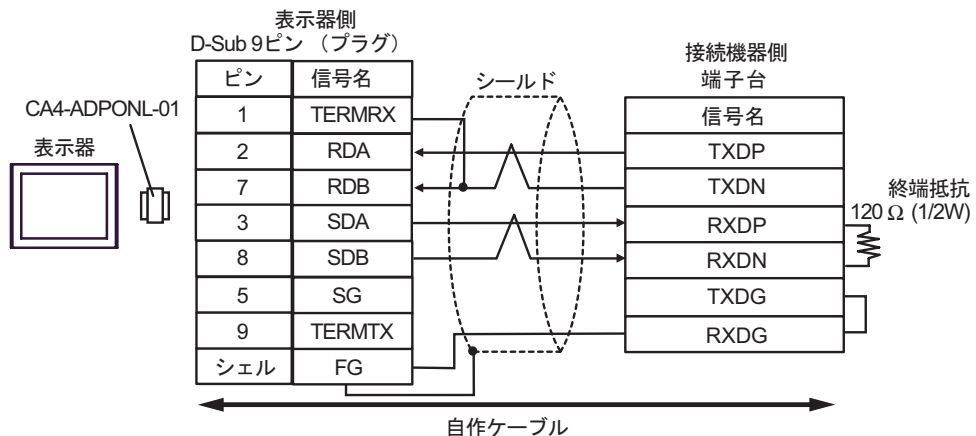 表示器側
D-Sub 9ピン （プラグ）
接続機器側
端子台
CA4-ADPONL-01
表示器
シールド
ピン 信号名
1 TERMRX
2 RDA
7 RDB
3 SDA
8 SDB
5 SG
9 TERMTX
シェル FG
信号名
TXDP
TXDN
RXDP
RXDN
TXDG
RXDG
終端抵抗
120 Ω (1/2W)
自作ケーブル